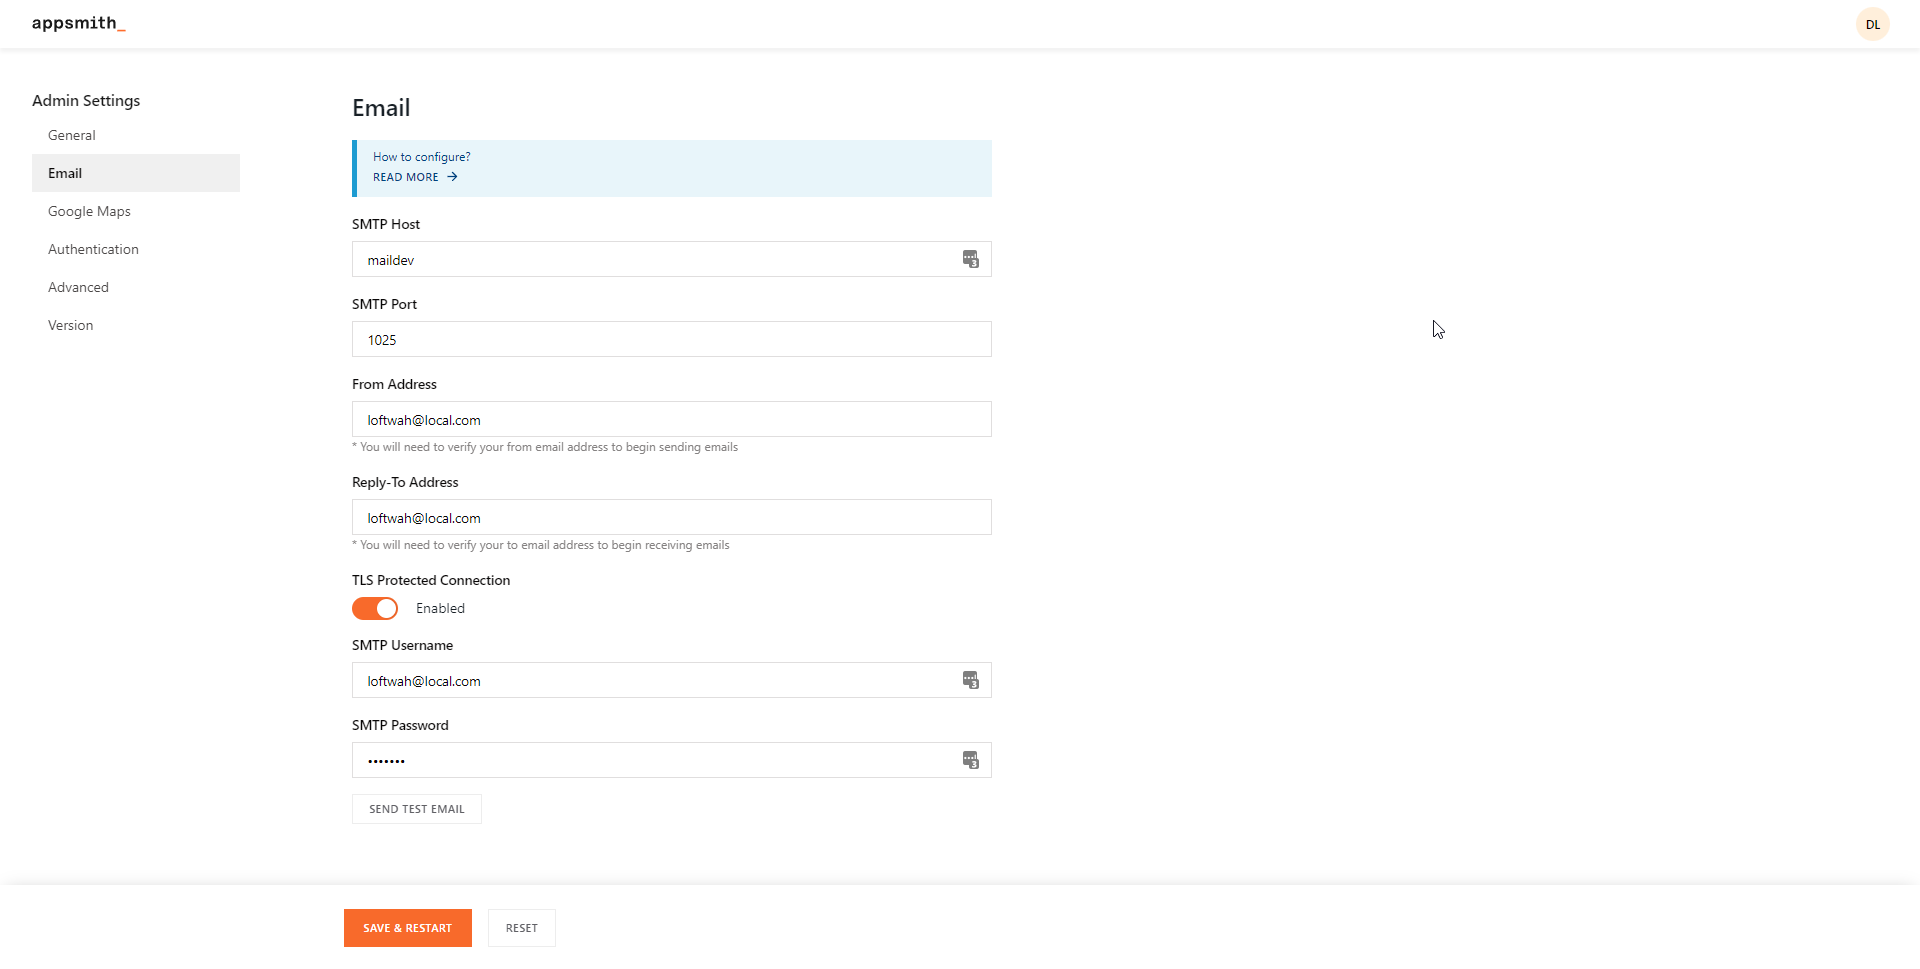 appsmith_
DL
Admin Settings
General
Email
Google Maps
Authentication
Advanced
Version
Email
How to configure?
READ MORE →
SMTP Host
maildev
3
SMTP Port
1025
From Address
loftwah@local.com
* You will need to verify your from email address to begin sending emails
Reply-To Address
loftwah@local.com
* You will need to verify your to email address to begin receiving emails
TLS Protected Connection
Enabled
SMTP Username
loftwah@local.com
3
SMTP Password
•••••••
3
SEND TEST EMAIL
SAVE & RESTART
RESET